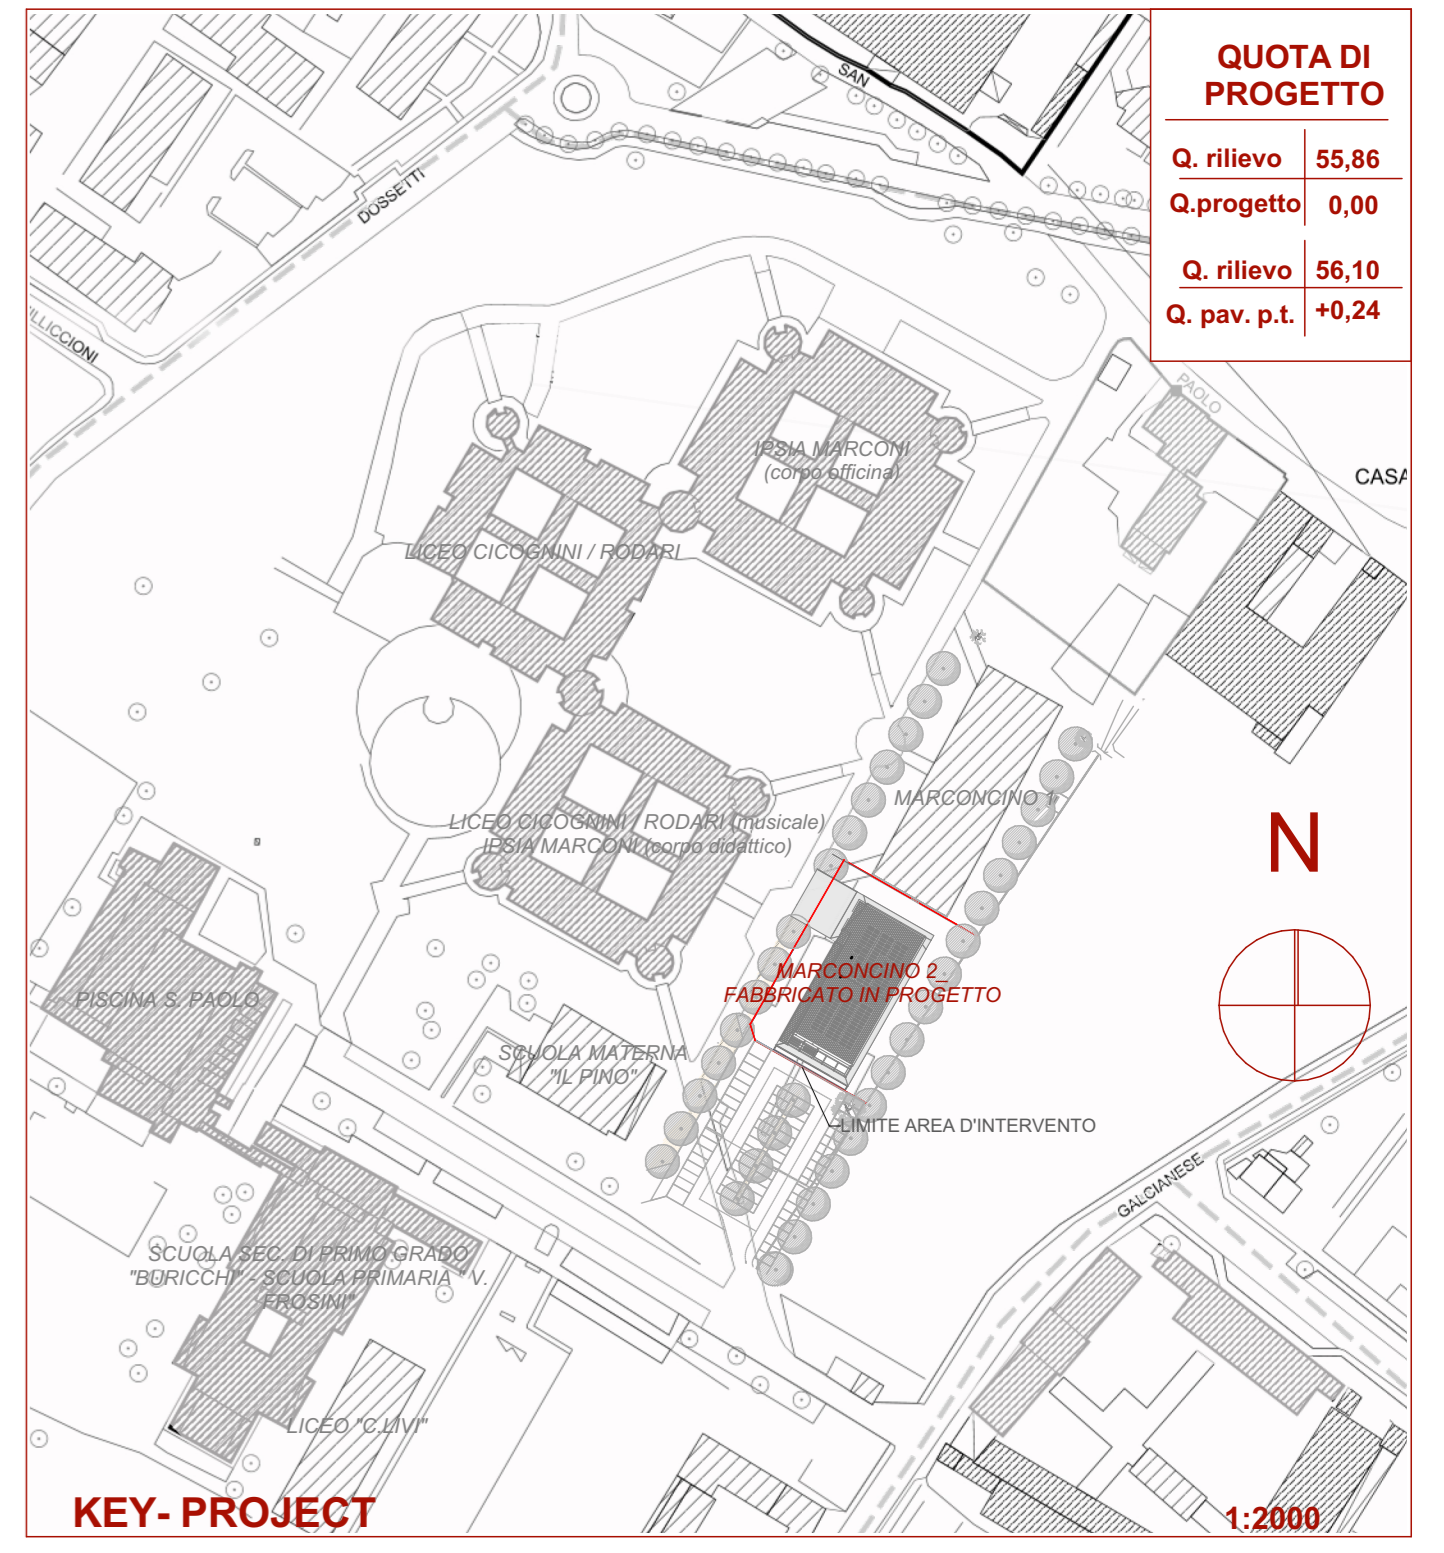 QUOTA DI
PROGETTO
Q. rilievo 55,86
Q.progetto 0,00
Q. rilievo 56,10
Q. pav. p.t. +0,24
SAN
DOSSETTI
ILLICCIONI
PAOLO
CASA
IPSIA MARCONI
(corpo officina)
LICEO CICOGNINI / RODARI
MARCONCINO 1
LICEO CICOGNINI / RODARI (musicale)
IPSIA MARCONI (corpo didattico)
N
MARCONCINO 2_
FABBRICATO IN PROGETTO
PISCINA S. PAOLO
SCUOLA MATERNA
"IL PINO"
LIMITE AREA D'INTERVENTO
GALCIANESE
SCUOLA SEC. DI PRIMO GRADO
"BURICCHI" - SCUOLA PRIMARIA " V.
FROSINI"
LICEO "C.LIVI"
KEY- PROJECT
1:2000